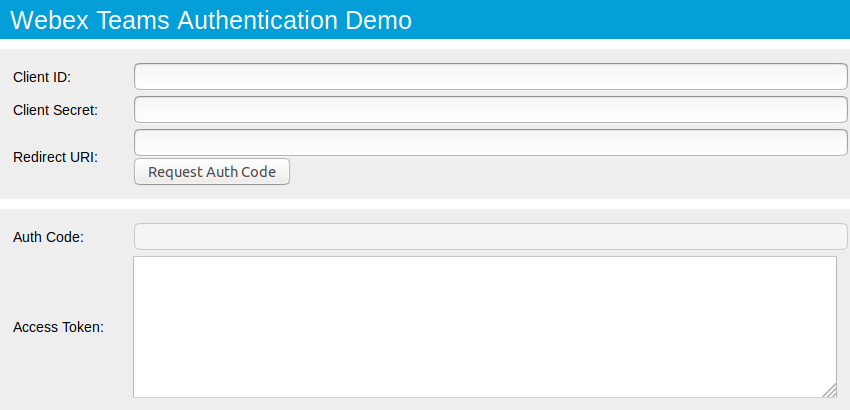 Webex Teams Authentication Demo
Client ID:
Client Secret:
Redirect URI:
Request Auth Code
Auth Code:
Access Token: